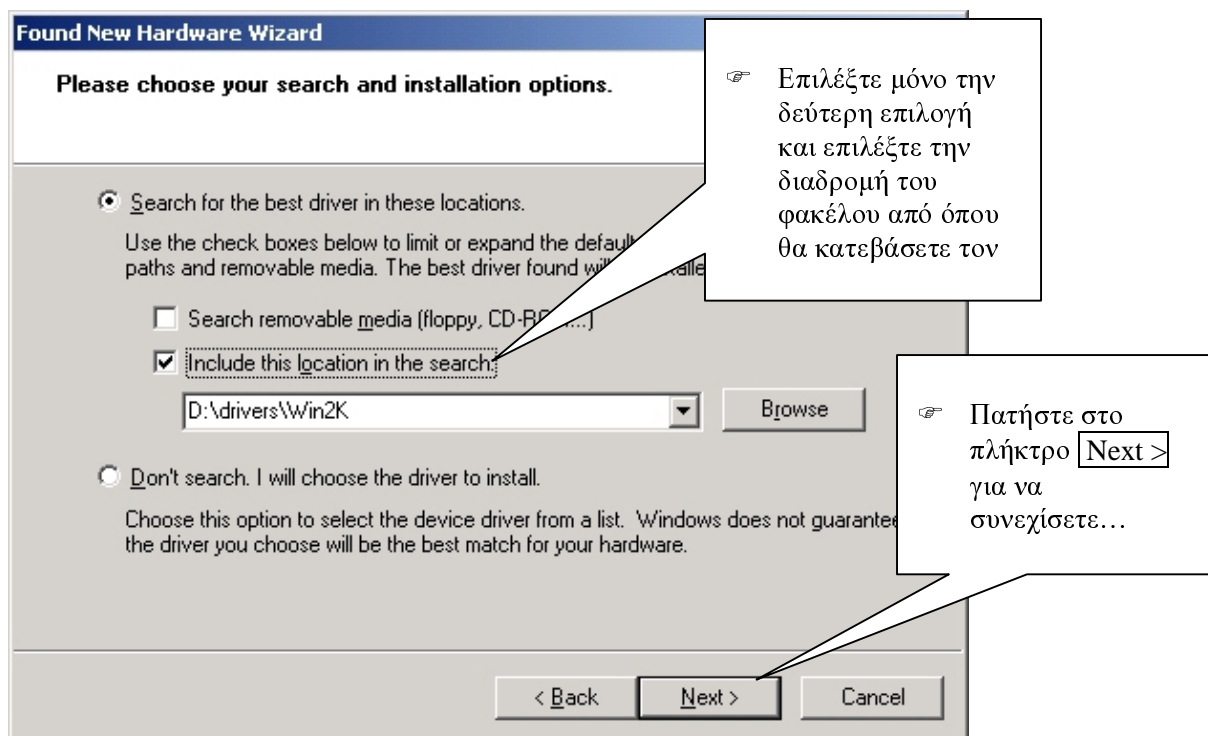 Found New Hardware Wizard
Please choose your search and installation options.
☞ Επιλέξτε μόνο την
δεύτερη επιλογή
και επιλέξτε την
διαδρομή του
φακέλου από όπου
θα κατεβάσετε τον
Search for the best driver in these locations.
Use the check boxes below to limit or expand the default
paths and removable media. The best driver found
Search removable media (floppy, CD-ROM...)
Include this location in the search:
D:\drivers\Win2K
Browse
☞ Πατήστε στο
πλήκτρο Next >
για να
συνεχίσετε…
Don't search. I will choose the driver to install.
Choose this option to select the device driver from a list. Windows does not guarantee
the driver you choose will be the best match for your hardware.
< Back
Next >
Cancel